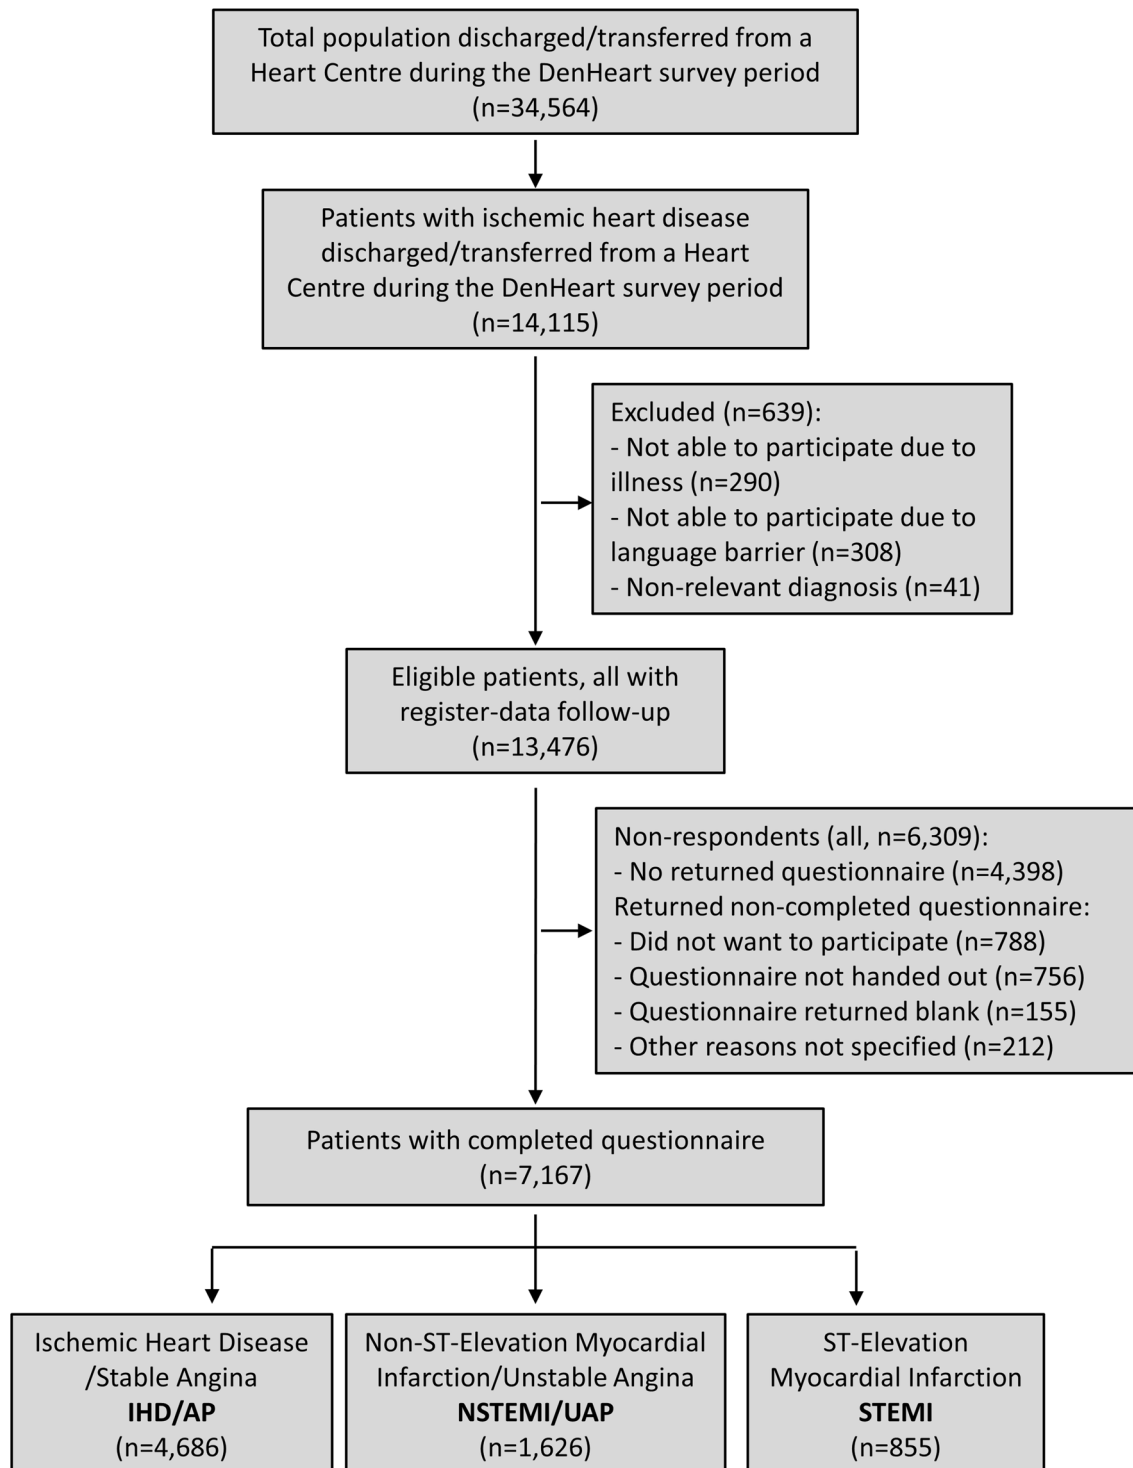 Total population discharged/transferred from a
Heart Centre during the DenHeart survey period
(n=34,564)
Patients with ischemic heart disease
discharged/transferred from a Heart
Centre during the DenHeart survey period
(n=14,115)
Excluded (n=639):
- Not able to participate due to
illness (n=290)
- Not able to participate due to
language barrier (n=308)
- Non-relevant diagnosis (n=41)
Eligible patients, all with
register-data follow-up
(n=13,476)
Non-respondents (all, n=6,309):
- No returned questionnaire (n=4,398)
Returned non-completed questionnaire:
- Did not want to participate (n=788)
- Questionnaire not handed out (n=756)
- Questionnaire returned blank (n=155)
- Other reasons not specified (n=212)
Patients with completed questionnaire
(n=7,167)
Ischemic Heart Disease
/Stable Angina
IHD/AP
(n=4,686)
Non-ST-Elevation Myocardial
Infarction/Unstable Angina
NSTEMI/UAP
(n=1,626)
ST-Elevation
Myocardial Infarction
STEMI
(n=855)